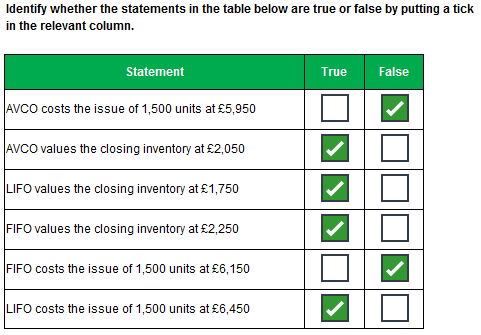 Identify whether the statements in the table below are true or false by putting a tick
in the relevant column.
Statement True False
AVCO costs the issue of 1,500 units at £5,950
AVCO values the closing inventory at £2,050
LIFO values the closing inventory at £1,750
FIFO values the closing inventory at £2,250
FIFO costs the issue of 1,500 units at £6,150
LIFO costs the issue of 1,500 units at £6,450